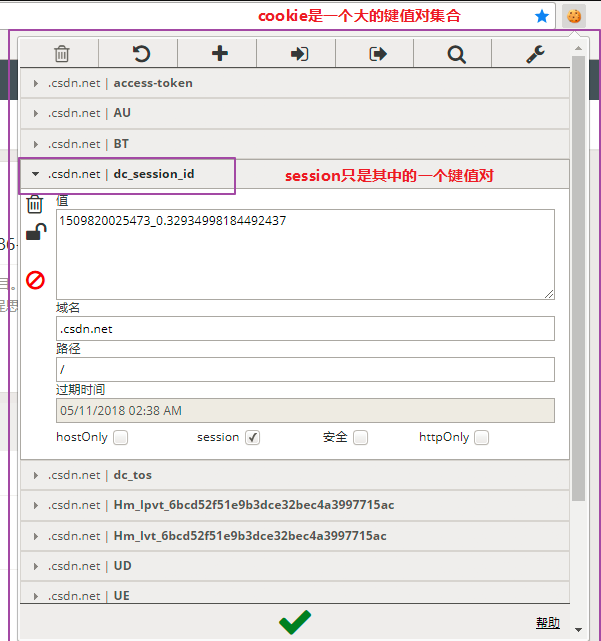 cookie是一个大的键值对集合
.csdn.net | access-token
.csdn.net | AU
.csdn.net | BT
.csdn.net | dc_session_id
session只是其中的一个键值对
值
1509820025473_0.32934998184492437
域名
.csdn.net
路径
/
过期时间
05/11/2018 02:38 AM
hostOnly session 安全 httpOnly
.csdn.net | dc_tos
.csdn.net | Hm_lpvt_6bcd52f51e9b3dce32bec4a3997715ac
.csdn.net | Hm_lvt_6bcd52f51e9b3dce32bec4a3997715ac
.csdn.net | UD
.csdn.net | UE
帮助